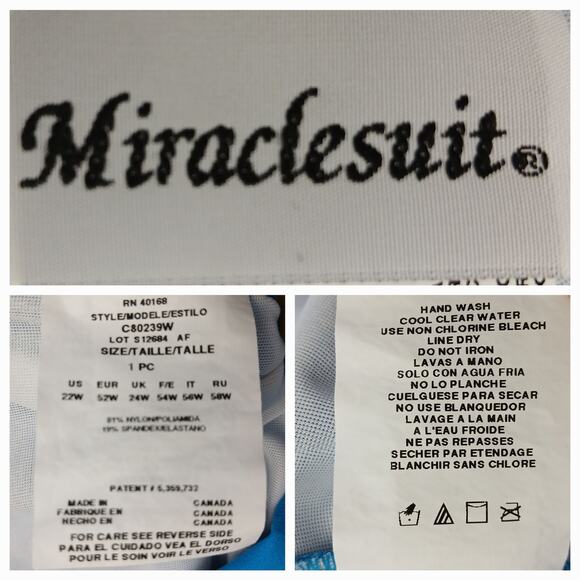 Miraclesuit®
RN 40168
STYLE/MODELE/ESTILO
C80239W
LOT S12684 AF
SIZE/TAILLE/TALLE
1 PC
US EUR UK F/E IT RU
22W 52W 24W 54W 56W 58W
81% NYLON/POLIAMIDA
19% SPANDEX/ELASTANO
PATENT # 5,359,732
MADE IN CANADA
FABRIQUE EN CANADA
HECHO EN CANADA
FOR CARE SEE REVERSE SIDE
PARA EL CUIDADO VEA EL DORSO
POUR LE SOIN VOIR LE VERSO
HAND WASH
COOL CLEAR WATER
USE NON CHLORINE BLEACH
LINE DRY
DO NOT IRON
LAVAS A MANO
SOLO CON AGUA FRIA
NO LO PLANCHE
CUELGUESE PARA SECAR
NO USE BLANQUEDOR
LAVAGE A LA MAIN
A L'EAU FROIDE
NE PAS REPASSES
SECHER PAR ETENDAGE
BLANCHIR SANS CHLORE